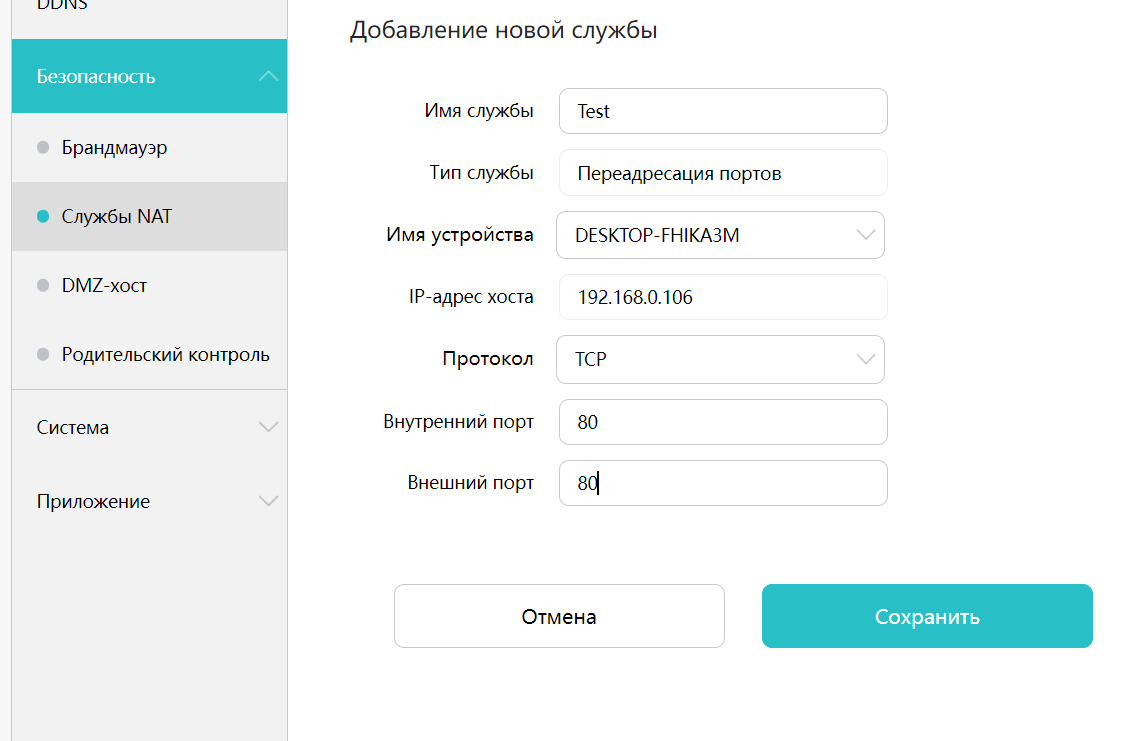 DDNS
Безопасность
Брандмауэр
Службы NAT
DMZ-хост
Родительский контроль
Система
Приложение
Добавление новой службы
Имя службы Test
Тип службы Переадресация портов
Имя устройства DESKTOP-FHIKA3M
IP-адрес хоста 192.168.0.106
Протокол TCP
Внутренний порт 80
Внешний порт 80
Отмена Сохранить